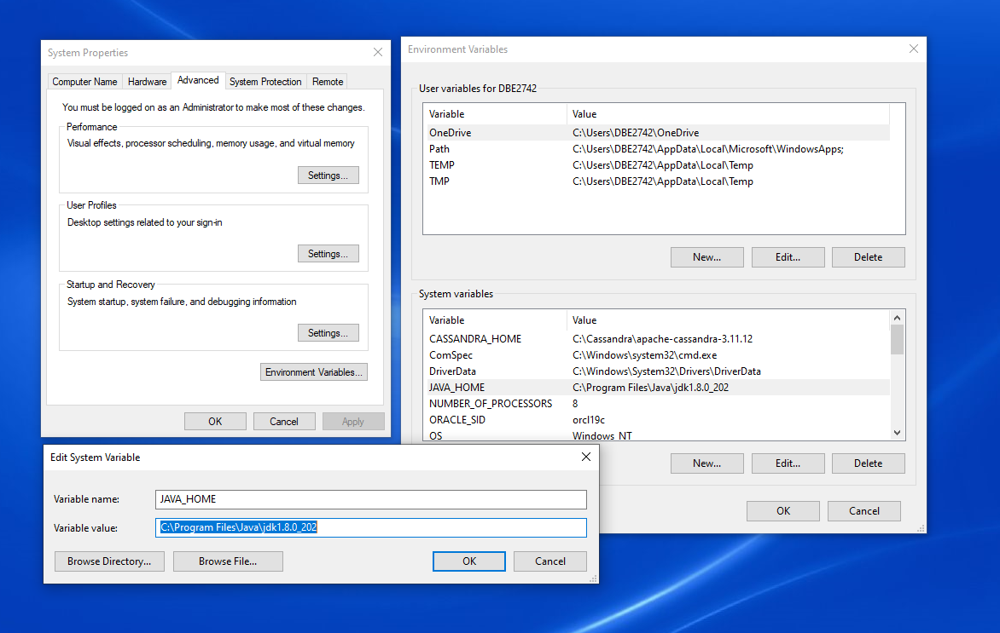 System Properties
Computer Name Hardware Advanced System Protection Remote
You must be logged on as an Administrator to make most of these changes.
Performance
Visual effects, processor scheduling, memory usage, and virtual memory
Settings...
User Profiles
Desktop settings related to your sign-in
Settings...
Startup and Recovery
System startup, system failure, and debugging information
Settings...
Environment Variables...
OK Cancel Apply
Environment Variables
User variables for DBE2742
Variable Value
OneDrive C:\Users\DBE2742\OneDrive
Path C:\Users\DBE2742\AppData\Local\Microsoft\WindowsApps;
TEMP C:\Users\DBE2742\AppData\Local\Temp
TMP C:\Users\DBE2742\AppData\Local\Temp
New... Edit... Delete
System variables
Variable Value
CASSANDRA_HOME C:\Cassandra\apache-cassandra-3.11.12
ComSpec C:\Windows\system32\cmd.exe
DriverData C:\Windows\System32\Drivers\DriverData
JAVA_HOME C:\Program Files\Java\jdk1.8.0_202
NUMBER_OF_PROCESSORS 8
ORACLE_SID orcl19c
OS Windows_NT
New... Edit... Delete
OK Cancel
Edit System Variable
Variable name: JAVA_HOME
Variable value: C:\Program Files\Java\jdk1.8.0_202
Browse Directory... Browse File... OK Cancel